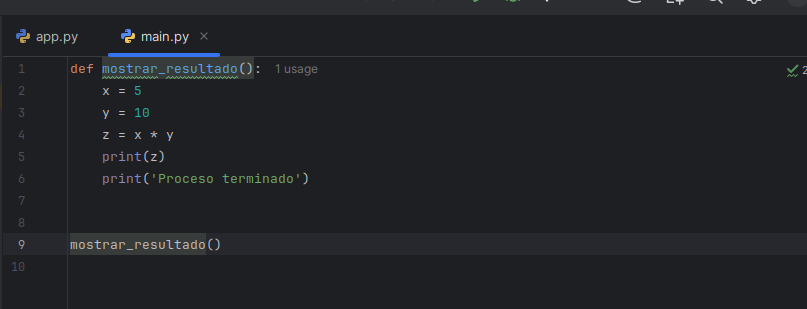 app.py main.py ×
1 def mostrar_resultado(): 1 usage 2
2     x = 5
3     y = 10
4     z = x * y
5     print(z)
6     print('Proceso terminado')
7
8
9 mostrar_resultado()
10